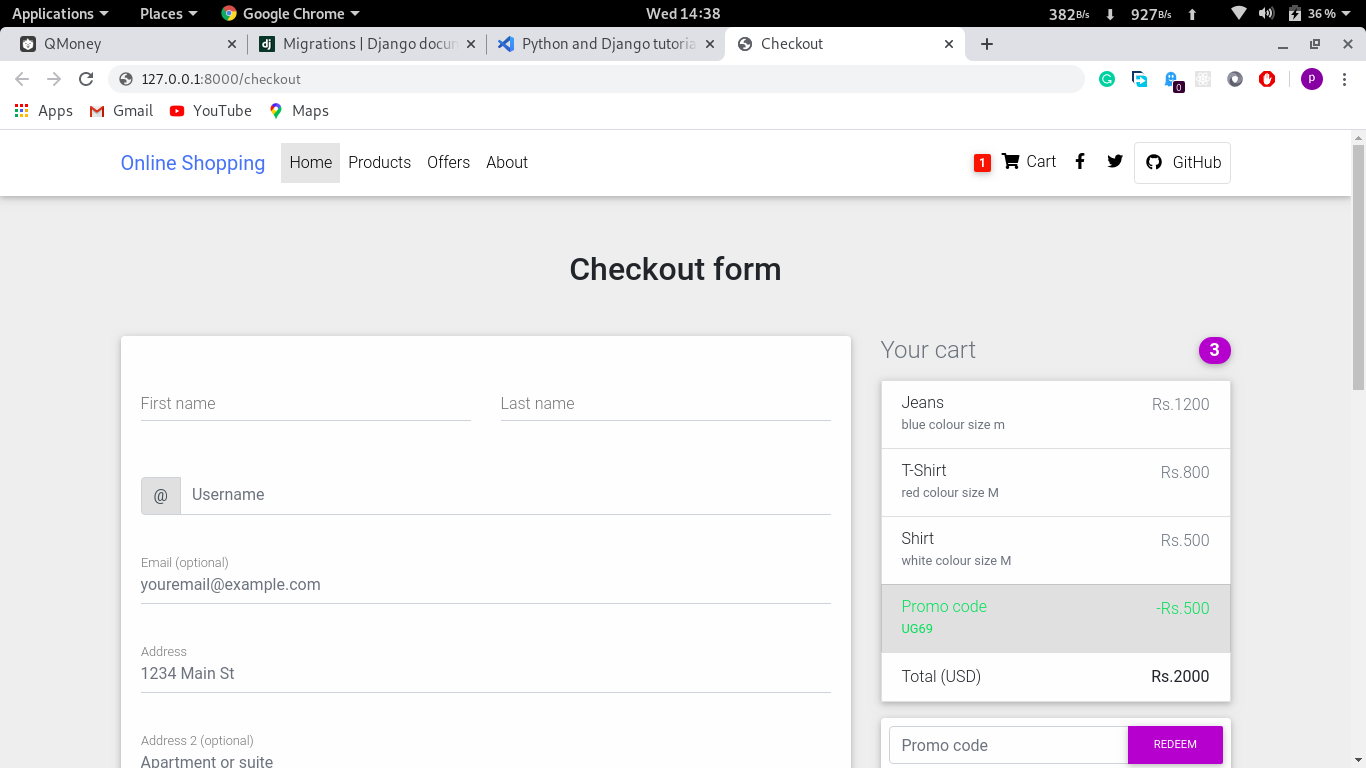 Applications Places Google Chrome Wed 14:38 382B/s 927B/s 36 %
QMoney Migrations | Django docun Python and Django tutoria Checkout
127.0.0.1:8000/checkout 0 p
Apps Gmail YouTube Maps
Online Shopping Home Products Offers About 1 Cart GitHub
Checkout form
First name Last name
@ Username
Email (optional)
youremail@example.com
Address
1234 Main St
Address 2 (optional)
Apartment or suite
Your cart 3
Jeans Rs.1200
blue colour size m
T-Shirt Rs.800
red colour size M
Shirt Rs.500
white colour size M
Promo code -Rs.500
UG69
Total (USD) Rs.2000
Promo code REDEEM